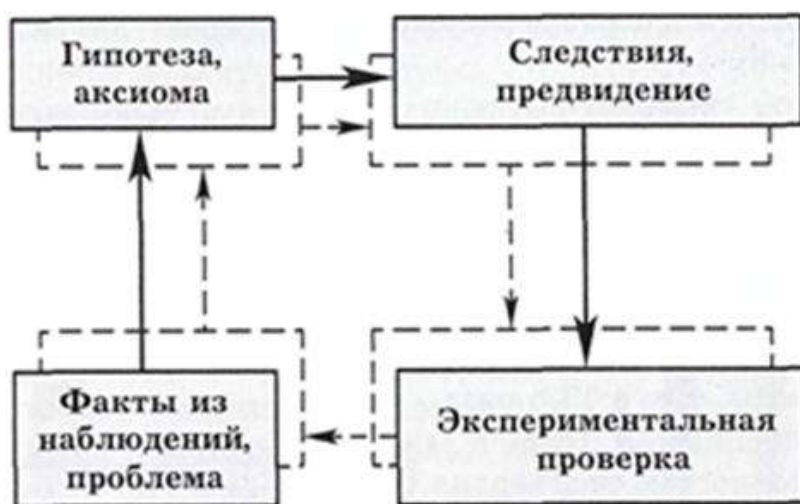 Гипотеза,
аксиома
Следствия,
предвидение
Факты из
наблюдений,
проблема
Экспериментальная
проверка